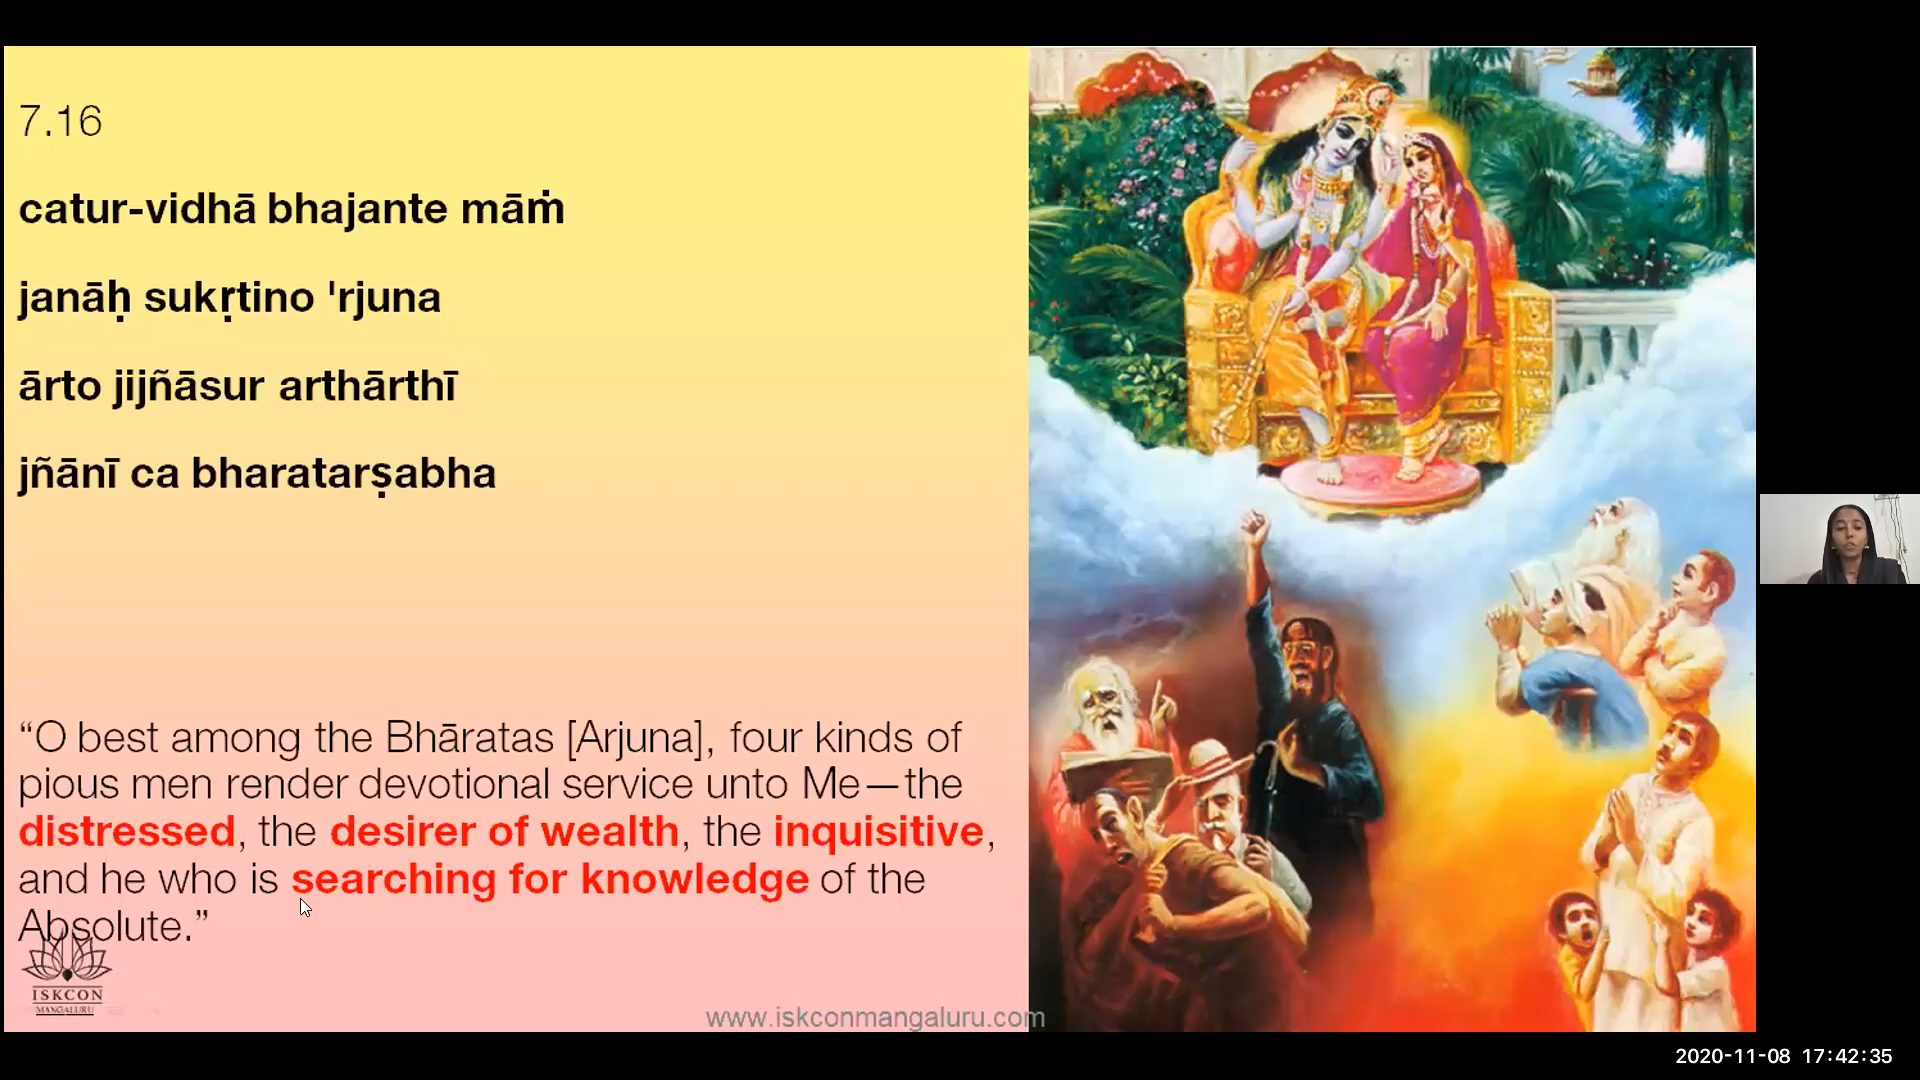 7.16
catur-vidhā bhajante māṁ
janāḥ sukṛtino 'rjuna
ārto jijñāsur arthārthī
jñānī ca bharatarṣabha
“O best among the Bhāratas [Arjuna], four kinds of
pious men render devotional service unto Me—the
distressed, the desirer of wealth, the inquisitive,
and he who is searching for knowledge of the
Absolute.”
ISKCON
MANGALURU
www.iskconmangaluru.com
2020-11-08 17:42:35